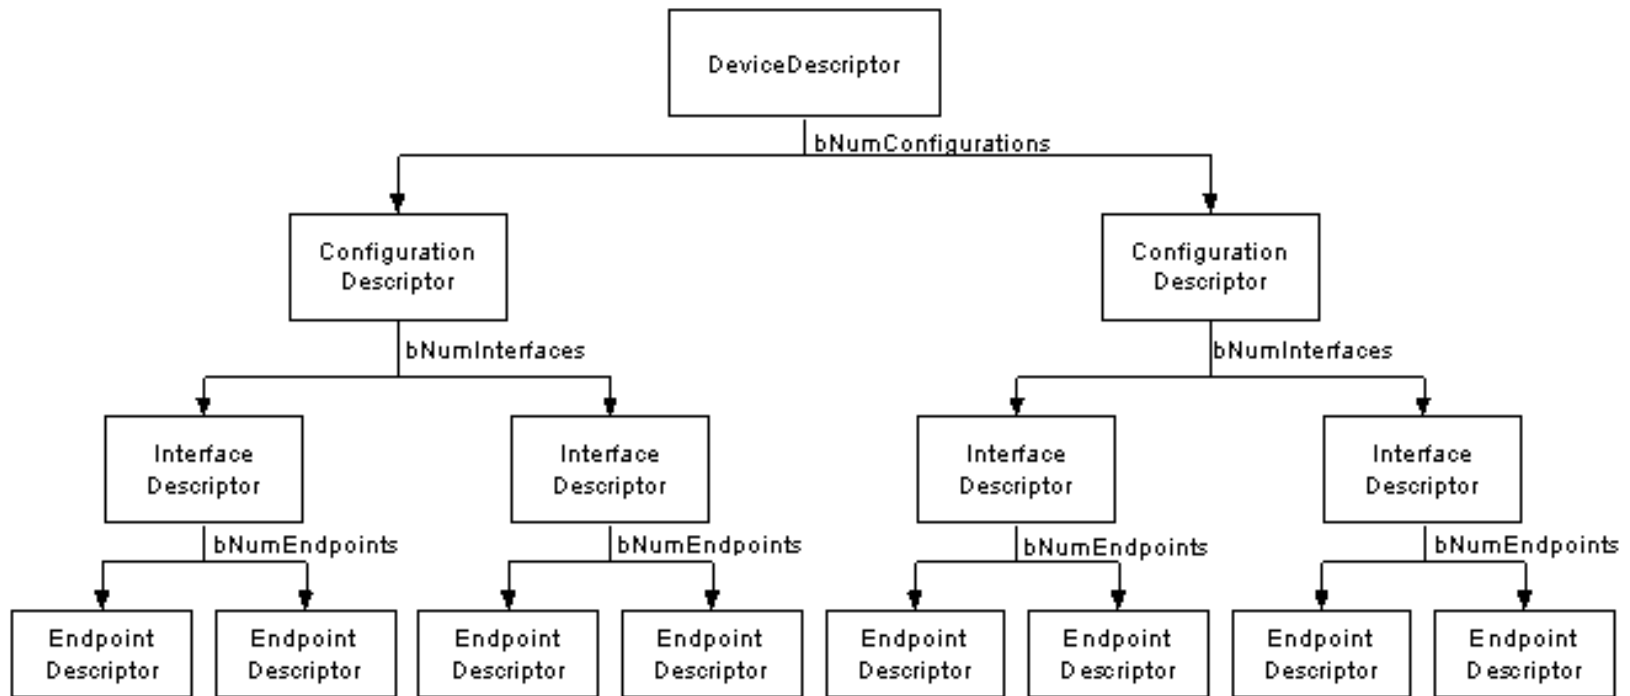 DeviceDescriptor
bNumConfigurations
Configuration
Descriptor
Configuration
Descriptor
bNumInterfaces
bNumInterfaces
Interface
Descriptor
Interface
Descriptor
Interface
Descriptor
Interface
Descriptor
bNumEndpoints
bNumEndpoints
bNumEndpoints
bNumEndpoints
Endpoint
Descriptor
Endpoint
Descriptor
Endpoint
Descriptor
Endpoint
Descriptor
Endpoint
Descriptor
Endpoint
Descriptor
Endpoint
Descriptor
Endpoint
Descriptor